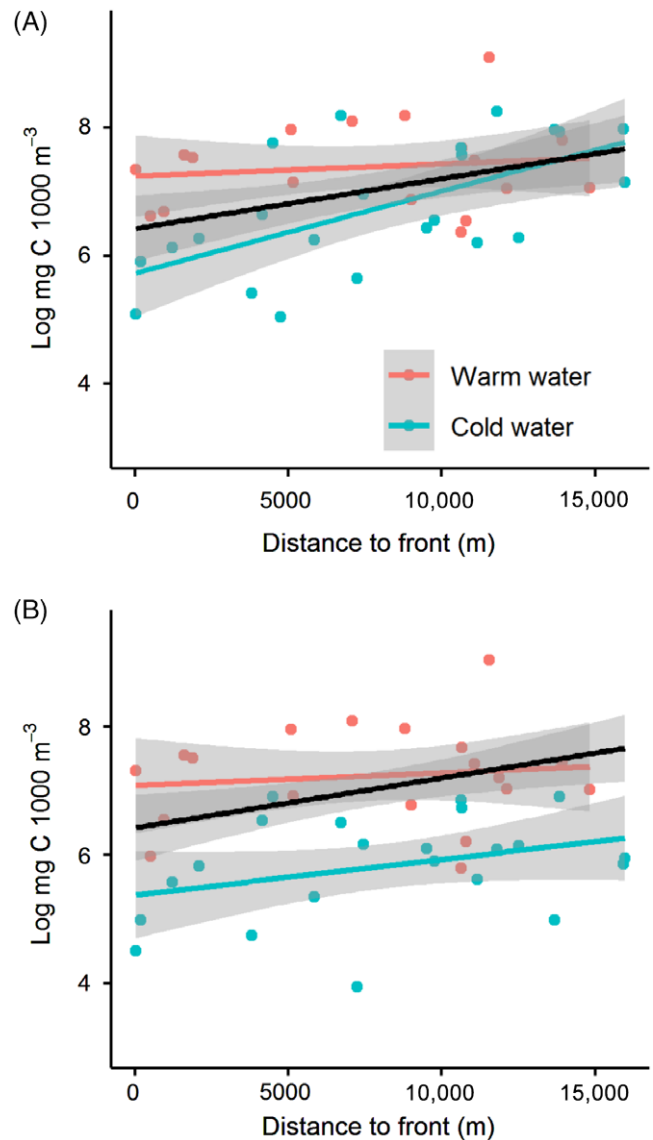 (A)
Log mg C 1000 m⁻³
8
6
4
Warm water
Cold water
0 5000 10,000 15,000
Distance to front (m)
(B)
Log mg C 1000 m⁻³
8
6
4
0 5000 10,000 15,000
Distance to front (m)